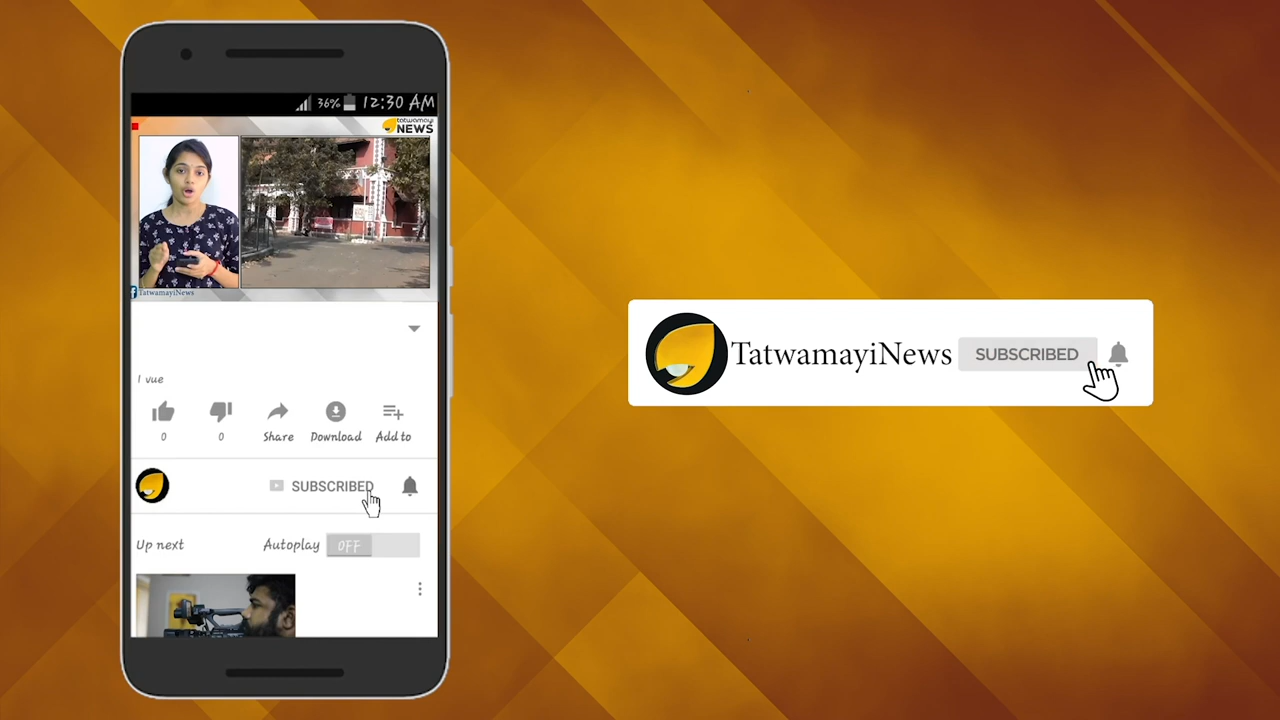 36% 12:30 AM
tatwamayi
NEWS
TatwamayiNews
1 vue
0 0 Share Download Add to
SUBSCRIBED
Up next Autoplay OFF
TatwamayiNews SUBSCRIBED